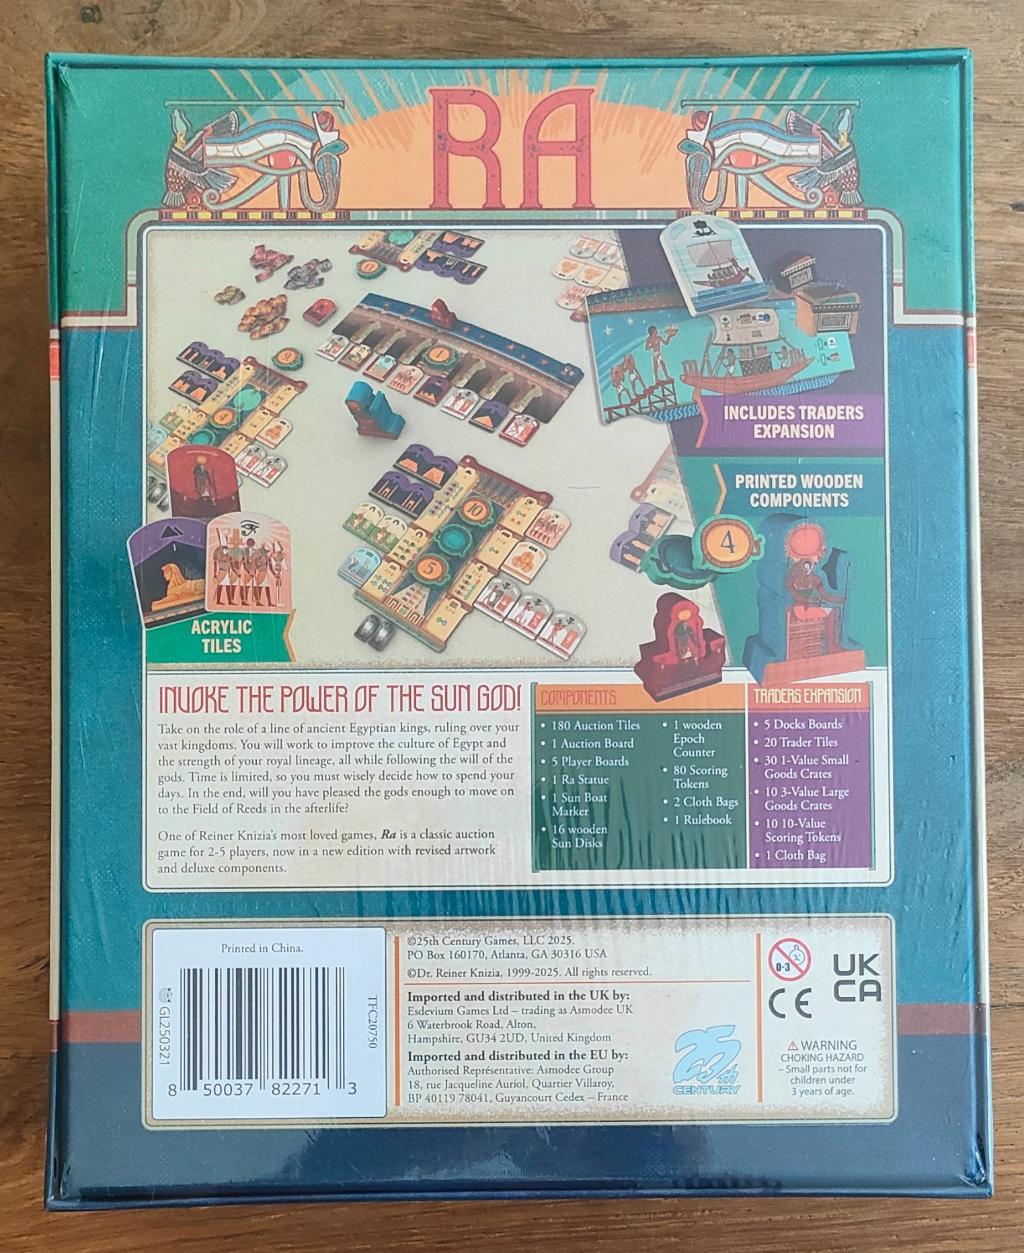 RA
INCLUDES TRADERS
EXPANSION
PRINTED WOODEN
COMPONENTS
4
1
9
11
10
5
ACRYLIC
TILES
INVOKE THE POWER OF THE SUN GOD!
Take on the role of a line of ancient Egyptian kings, ruling over your
vast kingdoms. You will work to improve the culture of Egypt and
the strength of your royal lineage, all while following the will of the
gods. Time is limited, so you must wisely decide how to spend your
days. In the end, will you have pleased the gods enough to move on
to the Field of Reeds in the afterlife?
One of Reiner Knizia's most loved games, Ra is a classic auction
game for 2-5 players, now in a new edition with revised artwork
and deluxe components.
COMPONENTS
• 180 Auction Tiles
• 1 Auction Board
• 5 Player Boards
• 1 Ra Statue
• 1 Sun Boat
Marker
• 16 wooden
Sun Disks
• 1 wooden
Epoch
Counter
• 80 Scoring
Tokens
• 2 Cloth Bags
• 1 Rulebook
TRADERS EXPANSION
• 5 Docks Boards
• 20 Trader Tiles
• 30 1-Value Small
Goods Crates
• 10 3-Value Large
Goods Crates
• 10 10-Value
Scoring Tokens
• 1 Cloth Bag
Printed in China.
GL250321
TFC20750
8 50037 82271 3
©25th Century Games, LLC 2025.
PO Box 160170, Atlanta, GA 30316 USA
©Dr. Reiner Knizia, 1999-2025. All rights reserved.
Imported and distributed in the UK by:
Esdevium Games Ltd – trading as Asmodee UK
6 Waterbrook Road, Alton,
Hampshire, GU34 2UD, United Kingdom
Imported and distributed in the EU by:
Authorised Représentative: Asmodee Group
18, rue Jacqueline Auriol, Quartier Villaroy,
BP 40119 78041, Guyancourt Cedex – France
25th
CENTURY
0-3
CE
UK
CA
WARNING
CHOKING HAZARD
– Small parts not for
children under
3 years of age.